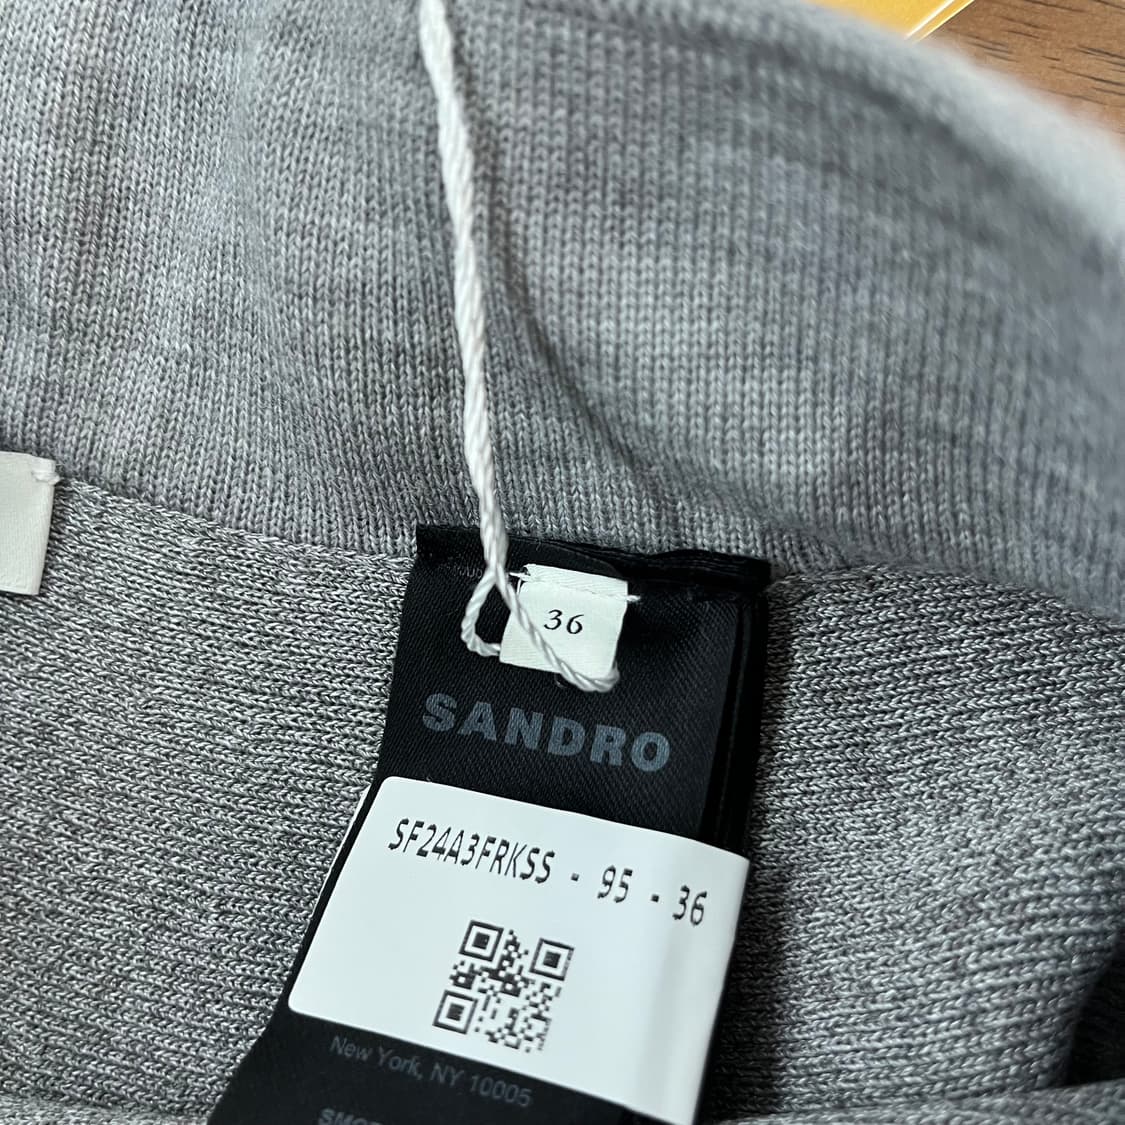 36
SANDRO
SF24A3FRKSS - 95 - 36
New York, NY 10005